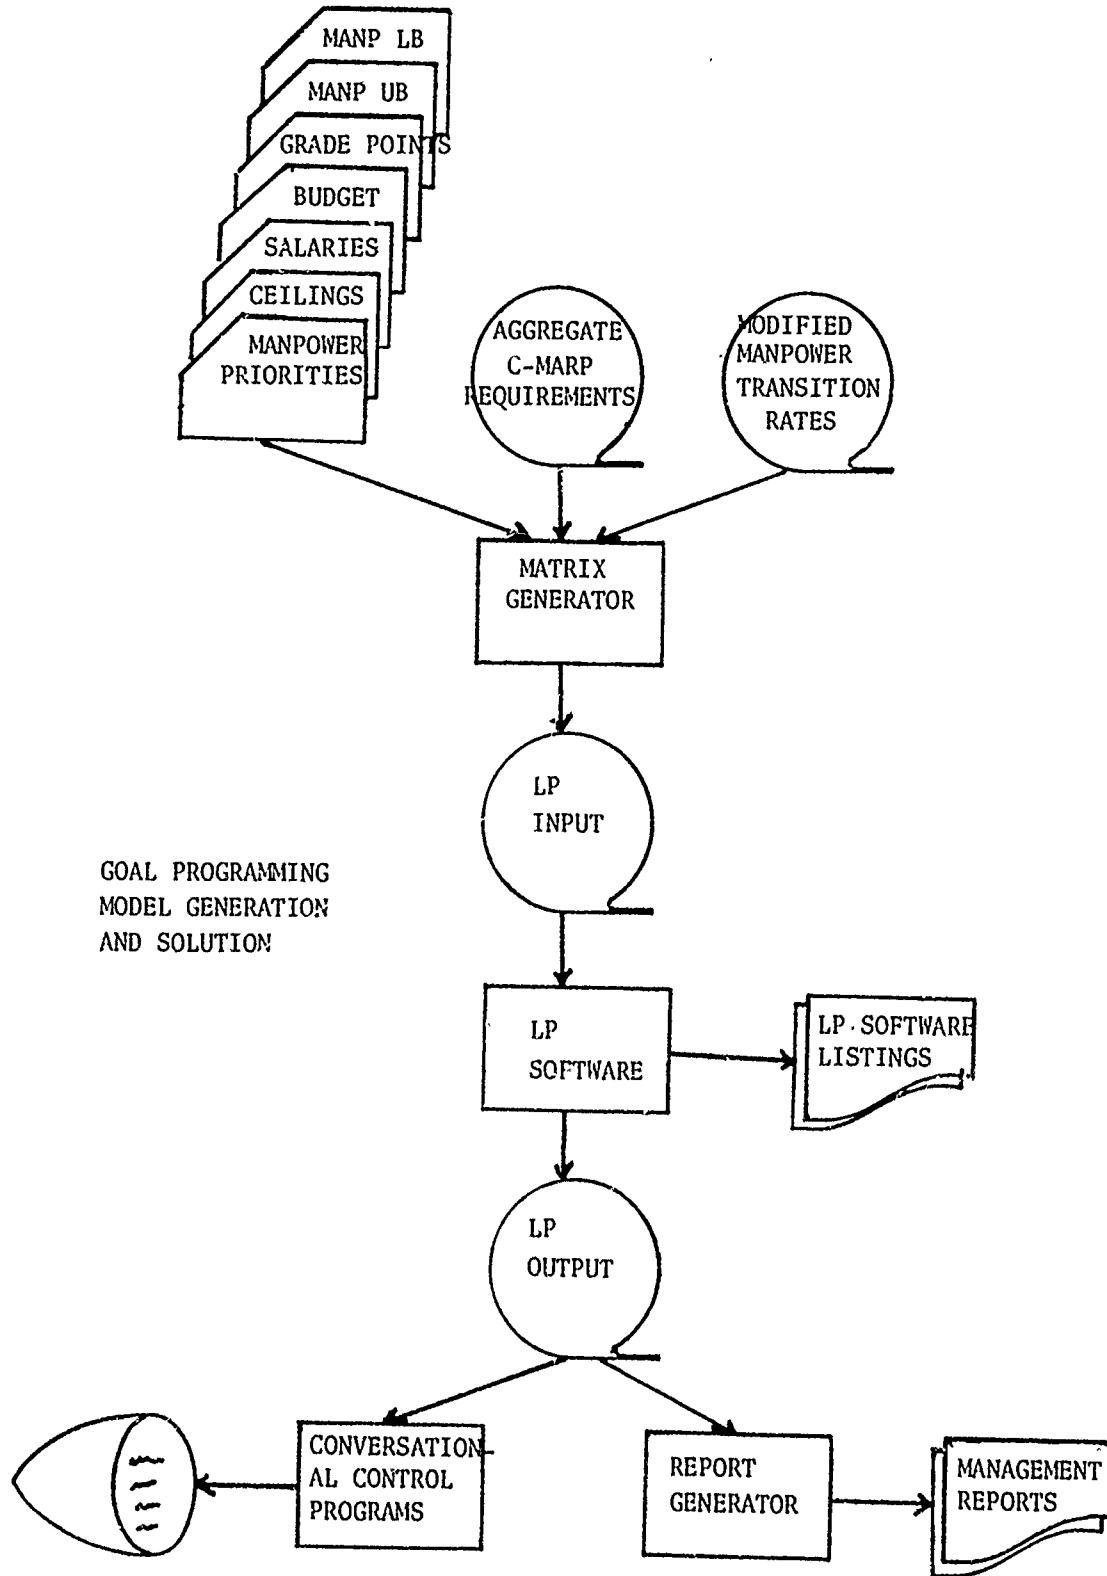 MANP LB
MANP UB
GRADE POINTS
BUDGET
SALARIES
CEILINGS
MANPOWER
PRIORITIES
AGGREGATE
C-MARP
REQUIREMENTS
MODIFIED
MANPOWER
TRANSITION
RATES
MATRIX
GENERATOR
LP
INPUT
GOAL PROGRAMMING
MODEL GENERATION
AND SOLUTION
LP
SOFTWARE
LP SOFTWARE
LISTINGS
LP
OUTPUT
CONVERSATION-
AL CONTROL
PROGRAMS
REPORT
GENERATOR
MANAGEMENT
REPORTS